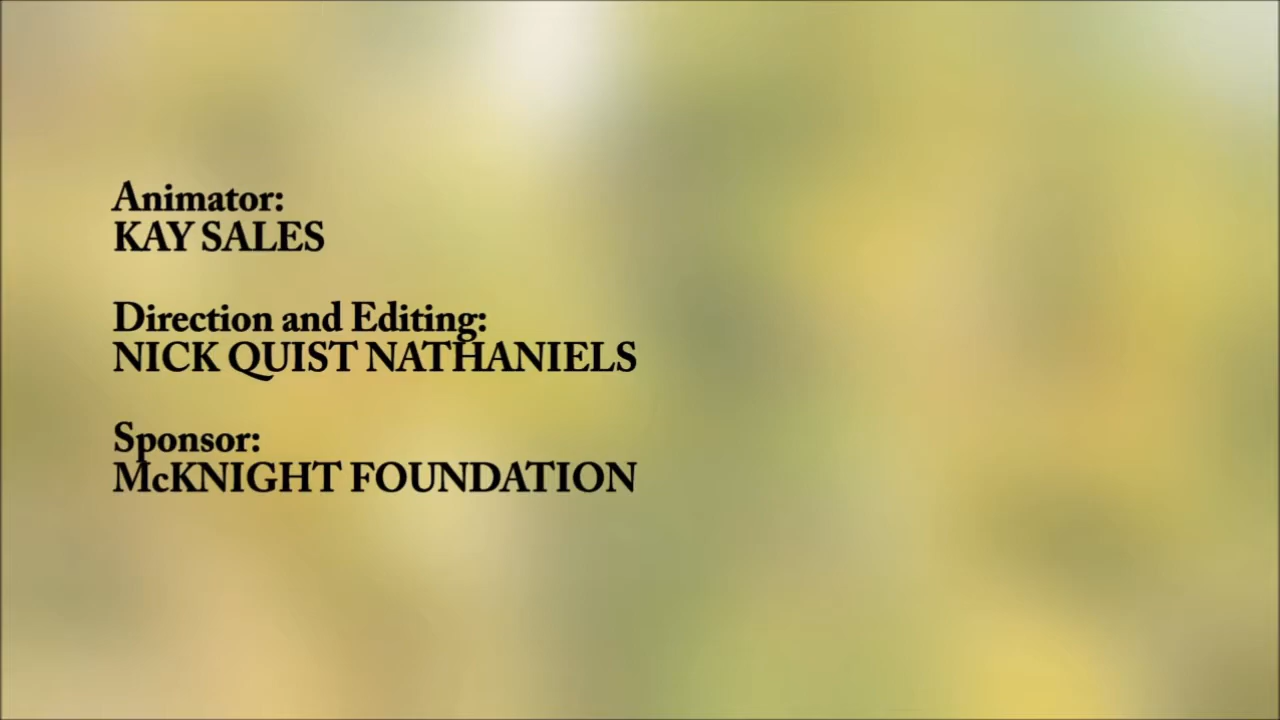 Animator:
KAY SALES
Direction and Editing:
NICK QUIST NATHANIELS
Sponsor:
McKNIGHT FOUNDATION